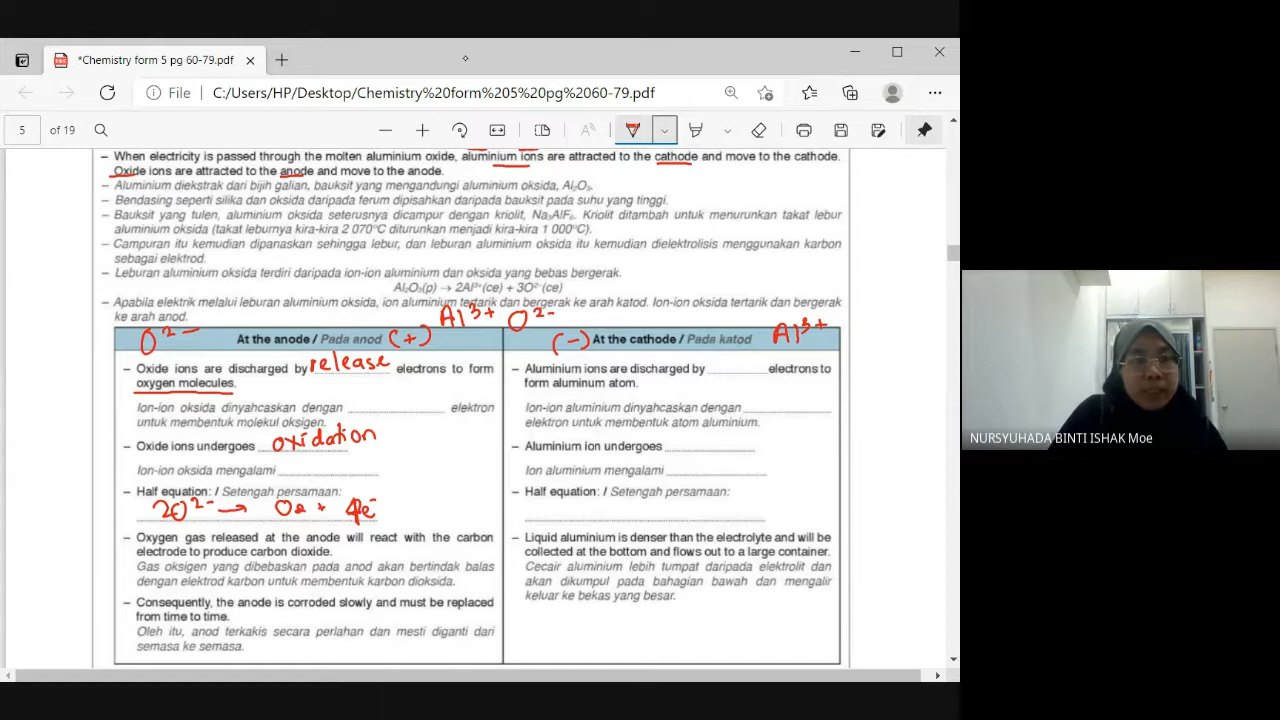 *Chemistry form 5 pg 60-79.pdf
File C:/Users/HP/Desktop/Chemistry%20form%205%20pg%2060-79.pdf
5 of 19
– When electricity is passed through the molten aluminium oxide, aluminium ions are attracted to the cathode and move to the cathode.
Oxide ions are attracted to the anode and move to the anode.
– Aluminium diekstrak dari bijih galian, bauksit yang mengandungi aluminium oksida, Al₂O₃.
– Bendasing seperti silika dan oksida daripada ferum dipisahkan daripada bauksit pada suhu yang tinggi.
– Bauksit yang tulen, aluminium oksida seterusnya dicampur dengan kriolit, Na₃AlF₆. Kriolit ditambah untuk menurunkan takat lebur
aluminium oksida (takat leburnya kira-kira 2 070°C diturunkan menjadi kira-kira 1 000°C).
– Campuran itu kemudian dipanaskan sehingga lebur, dan leburan aluminium oksida itu kemudian dielektrolisis menggunakan karbon
sebagai elektrod.
– Leburan aluminium oksida terdiri daripada ion-ion aluminium dan oksida yang bebas bergerak.
Al₂O₃(p) → 2Al³⁺(ce) + 3O²⁻(ce)
– Apabila elektrik melalui leburan aluminium oksida, ion aluminium tertarik dan bergerak ke arah katod. Ion-ion oksida tertarik dan bergerak
ke arah anod.
Al³⁺ O²⁻
O²⁻ At the anode / Pada anod (+)
– Oxide ions are discharged by release electrons to form
oxygen molecules.
Ion-ion oksida dinyahcaskan dengan ........ elektron
untuk membentuk molekul oksigen.
– Oxide ions undergoes oxidation
Ion-ion oksida mengalami ........
– Half equation: / Setengah persamaan:
2O²⁻ → O₂ + 4e⁻
– Oxygen gas released at the anode will react with the carbon
electrode to produce carbon dioxide.
Gas oksigen yang dibebaskan pada anod akan bertindak balas
dengan elektrod karbon untuk membentuk karbon dioksida.
– Consequently, the anode is corroded slowly and must be replaced
from time to time.
Oleh itu, anod terkakis secara perlahan dan mesti diganti dari
semasa ke semasa.
(-) At the cathode / Pada katod Al³⁺
– Aluminium ions are discharged by ........ electrons to
form aluminum atom.
Ion-ion aluminium dinyahcaskan dengan ........
elektron untuk membentuk atom aluminium.
– Aluminium ion undergoes ........
Ion aluminium mengalami ........
– Half equation: / Setengah persamaan:
– Liquid aluminium is denser than the electrolyte and will be
collected at the bottom and flows out to a large container.
Cecair aluminium lebih tumpat daripada elektrolit dan
akan dikumpul pada bahagian bawah dan mengalir
keluar ke bekas yang besar.
NURSYUHADA BINTI ISHAK Moe